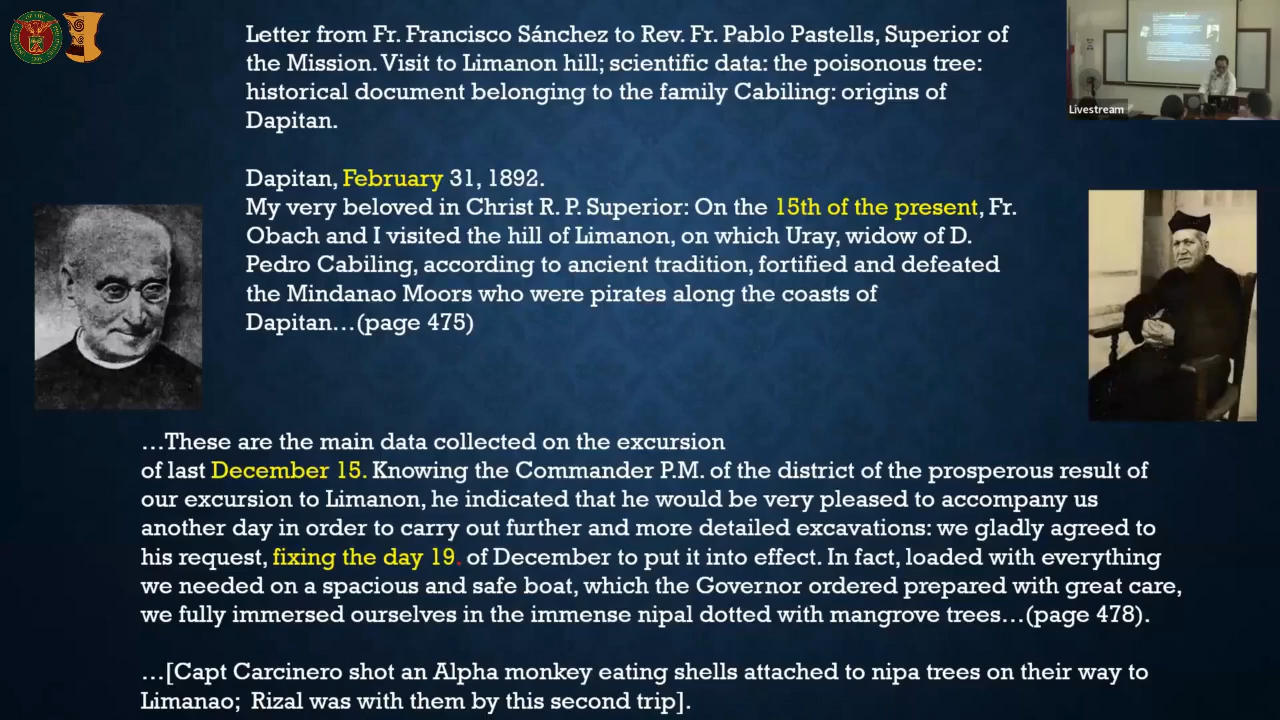 Letter from Fr. Francisco Sánchez to Rev. Fr. Pablo Pastells, Superior of
the Mission. Visit to Limanon hill; scientific data: the poisonous tree:
historical document belonging to the family Cabiling: origins of
Dapitan.
Livestream
Dapitan, February 31, 1892.
My very beloved in Christ R. P. Superior: On the 15th of the present, Fr.
Obach and I visited the hill of Limanon, on which Uray, widow of D.
Pedro Cabiling, according to ancient tradition, fortified and defeated
the Mindanao Moors who were pirates along the coasts of
Dapitan…(page 475)
…These are the main data collected on the excursion
of last December 15. Knowing the Commander P.M. of the district of the prosperous result of
our excursion to Limanon, he indicated that he would be very pleased to accompany us
another day in order to carry out further and more detailed excavations: we gladly agreed to
his request, fixing the day 19. of December to put it into effect. In fact, loaded with everything
we needed on a spacious and safe boat, which the Governor ordered prepared with great care,
we fully immersed ourselves in the immense nipal dotted with mangrove trees…(page 478).
…[Capt Carcinero shot an Alpha monkey eating shells attached to nipa trees on their way to
Limanao; Rizal was with them by this second trip].